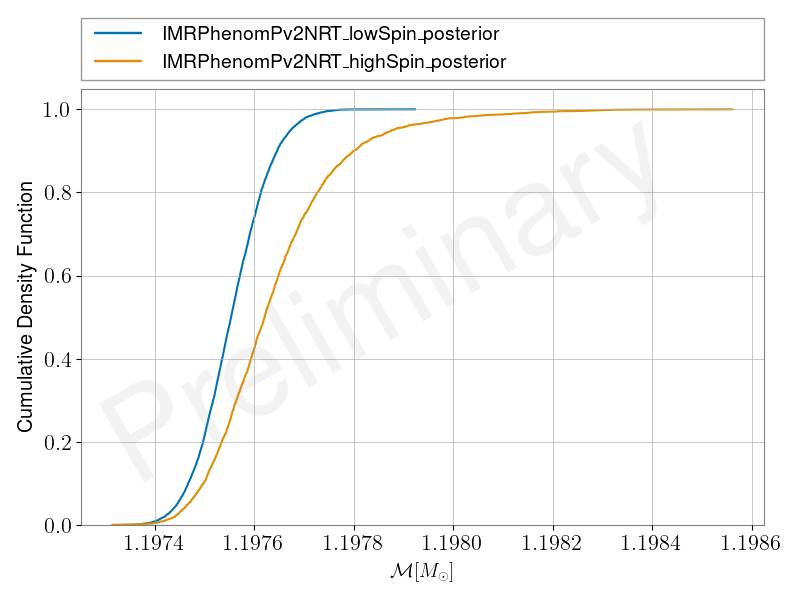 IMRPhenomPv2NRT_lowSpin_posterior
IMRPhenomPv2NRT_highSpin_posterior
1.0
0.8
0.6
0.4
0.2
0.0
Cumulative Density Function
Preliminary
1.1974 1.1976 1.1978 1.1980 1.1982 1.1984 1.1986
ℳ[M☉]